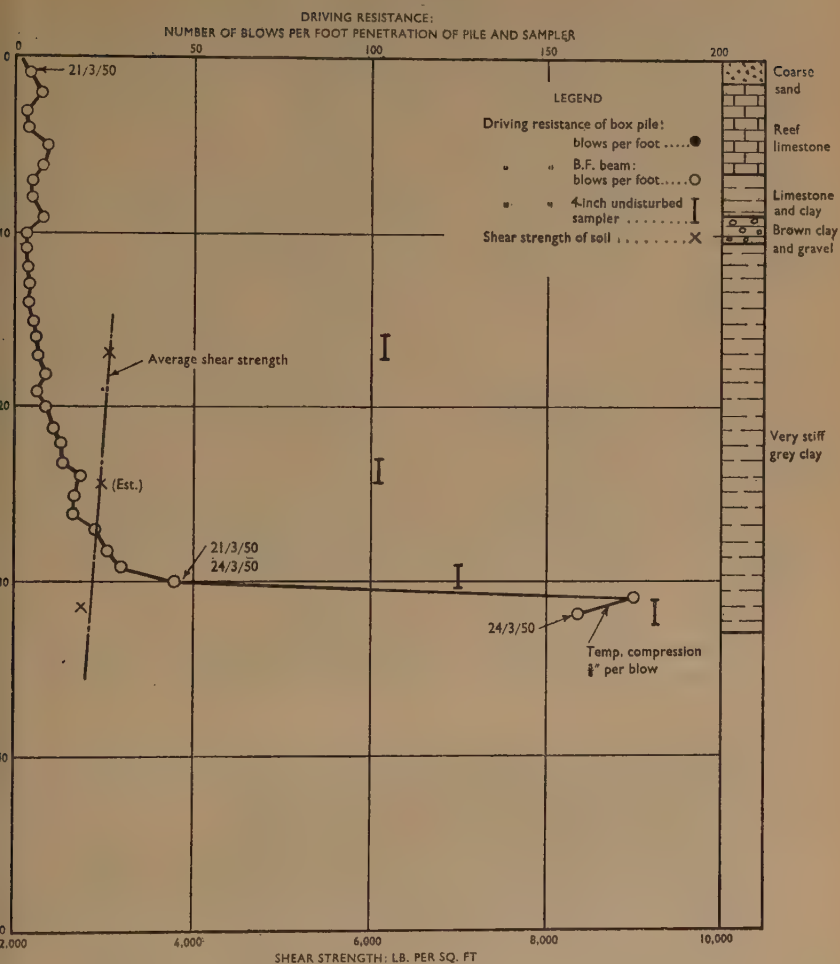 DRIVING RESISTANCE:
NUMBER OF BLOWS PER FOOT PENETRATION OF PILE AND SAMPLER
0 50 100 150 200
0
21/3/50
LEGEND
Driving resistance of box pile:
blows per foot .....
" " B.F. beam:
blows per foot.....
" " 4-inch undisturbed
sampler .......
Shear strength of soil ........
Coarse
sand
Reef
limestone
Limestone
and clay
Brown clay
and gravel
10
Average shear strength
20
Very stiff
grey clay
(Est.)
21/3/50
24/3/50
0
24/3/50
Temp. compression
per blow
0
0
2,000 4,000 6,000 8,000 10,000
SHEAR STRENGTH: LB. PER SQ. FT